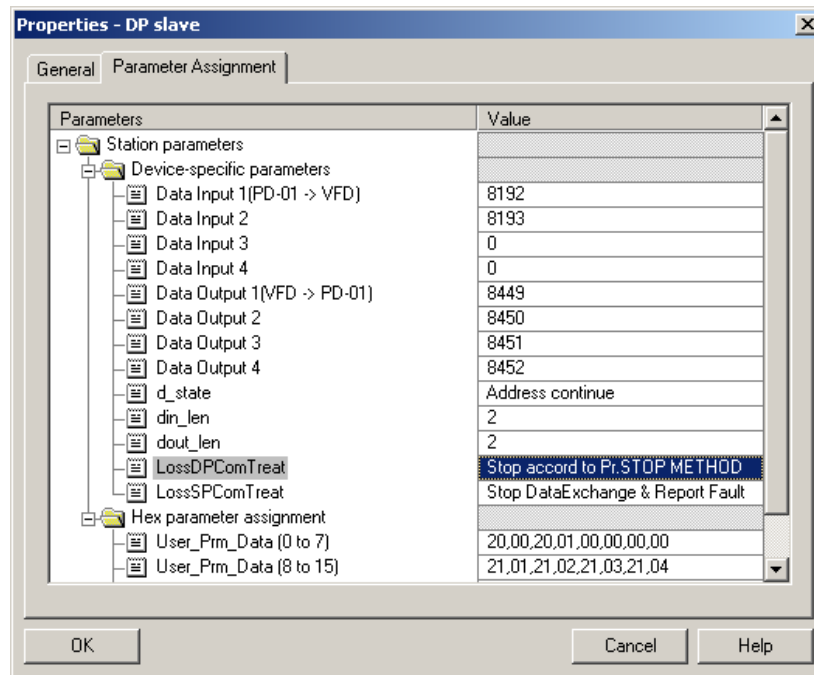 Properties - DP slave
General Parameter Assignment
Parameters Value
Station parameters
Device-specific parameters
Data Input 1(PD-01 -> VFD) 8192
Data Input 2 8193
Data Input 3 0
Data Input 4 0
Data Output 1(VFD -> PD-01) 8449
Data Output 2 8450
Data Output 3 8451
Data Output 4 8452
d_state Address continue
din_len 2
dout_len 2
LossDPComTreat Stop accord to Pr.STOP METHOD
LossSPComTreat Stop DataExchange & Report Fault
Hex parameter assignment
User_Prm_Data (0 to 7) 20,00,20,01,00,00,00,00
User_Prm_Data (8 to 15) 21,01,21,02,21,03,21,04
OK Cancel Help